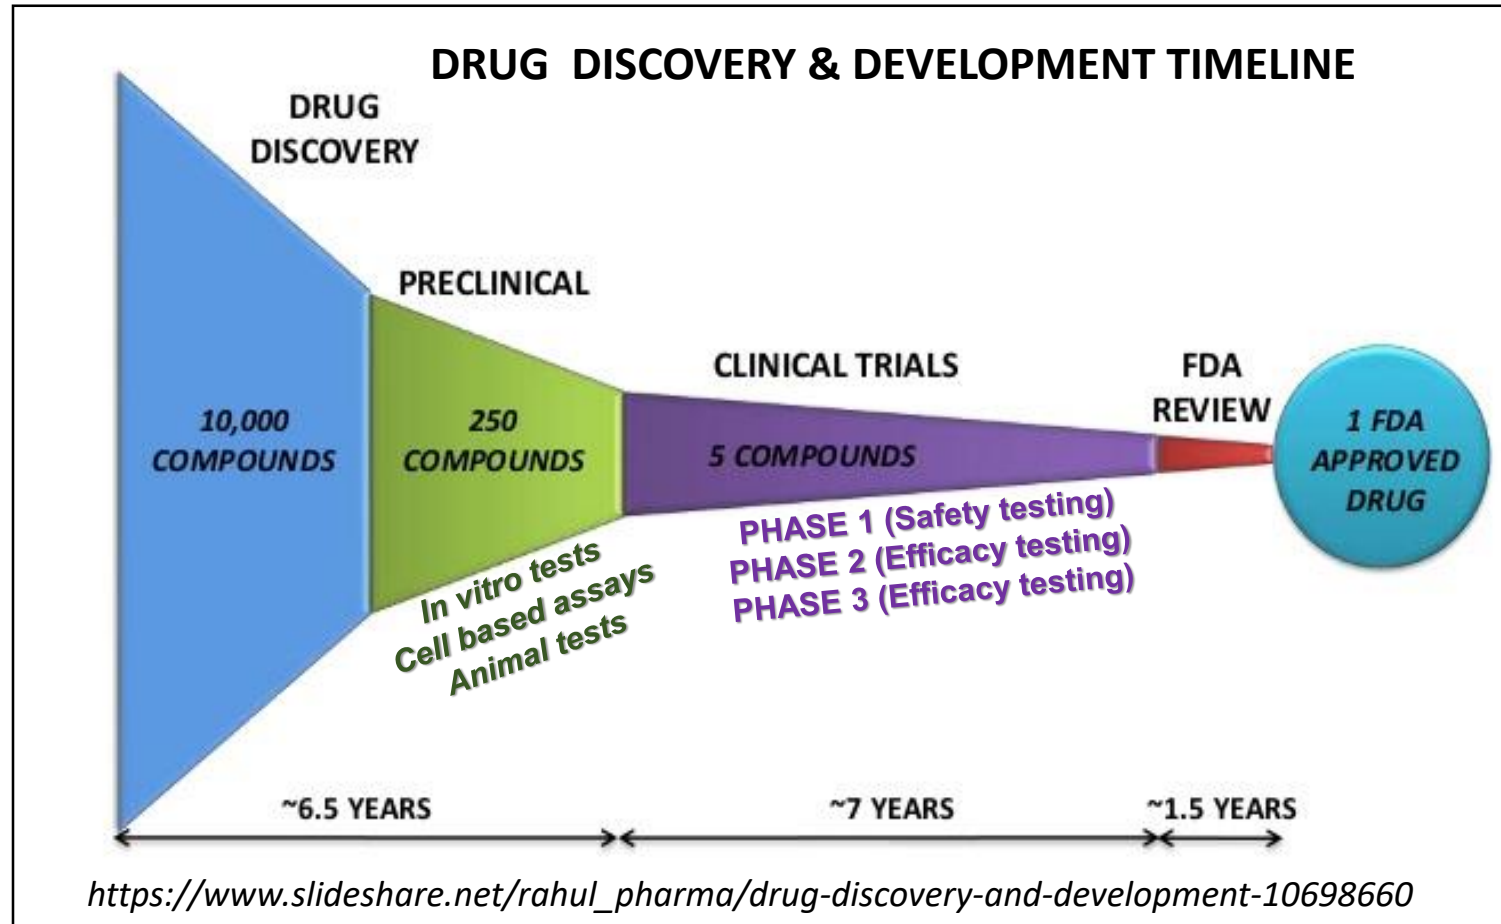 DRUG DISCOVERY & DEVELOPMENT TIMELINE
DRUG
DISCOVERY
PRECLINICAL
CLINICAL TRIALS
FDA
REVIEW
10,000
COMPOUNDS
250
COMPOUNDS
5 COMPOUNDS
1 FDA
APPROVED
DRUG
In vitro tests
Cell based assays
Animal tests
PHASE 1 (Safety testing)
PHASE 2 (Efficacy testing)
PHASE 3 (Efficacy testing)
~6.5 YEARS
~7 YEARS
~1.5 YEARS
https://www.slideshare.net/rahul_pharma/drug-discovery-and-development-10698660